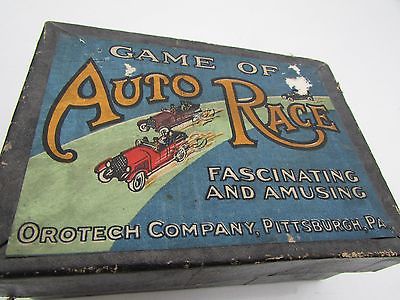 GAME OF
AUTO RACE
FASCINATING
AND AMUSING
OROTECH COMPANY, PITTSBURGH, PA.